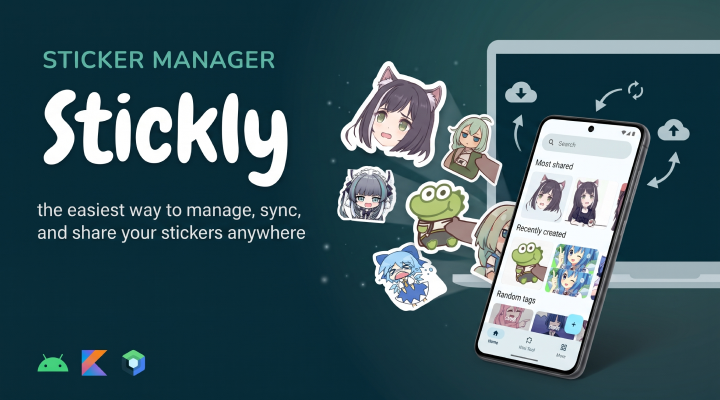 STICKER MANAGER
Stickly
the easiest way to manage, sync,
and share your stickers anywhere
Search
Most shared
Recently created
Random tags
Home
More